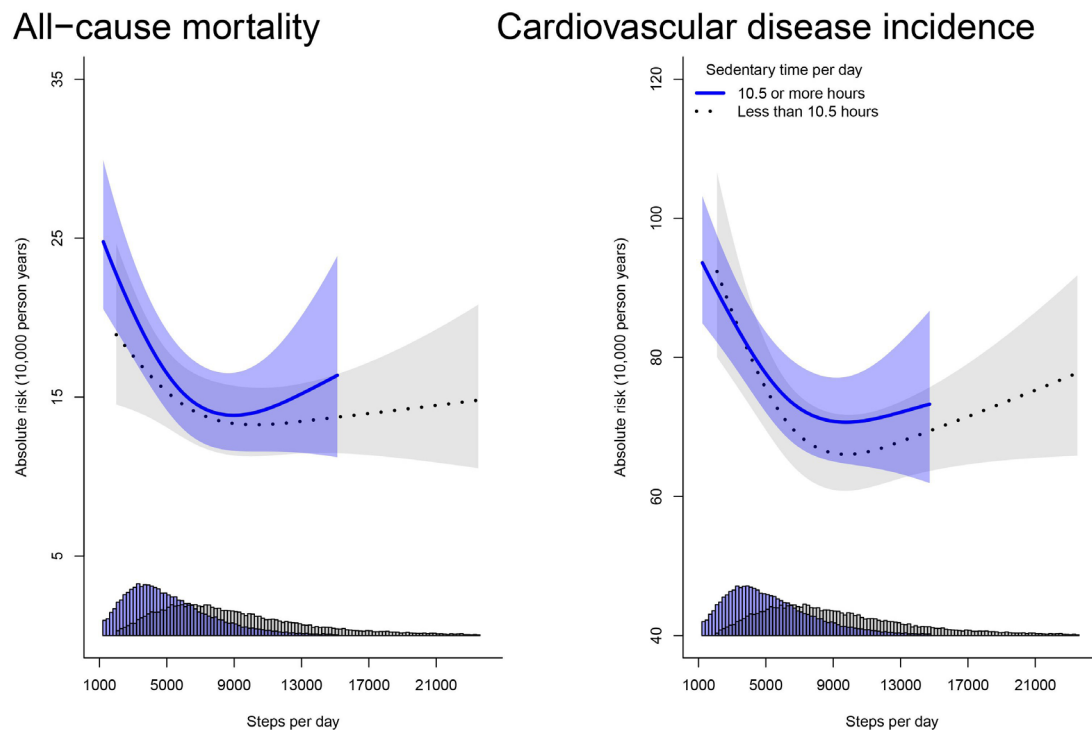 All−cause mortality
35
25
15
5
Absolute risk (10,000 person years)
1000 5000 9000 13000 17000 21000
Steps per day
Cardiovascular disease incidence
Sedentary time per day
10.5 or more hours
Less than 10.5 hours
120
100
80
60
40
Absolute risk (10,000 person years)
1000 5000 9000 13000 17000 21000
Steps per day